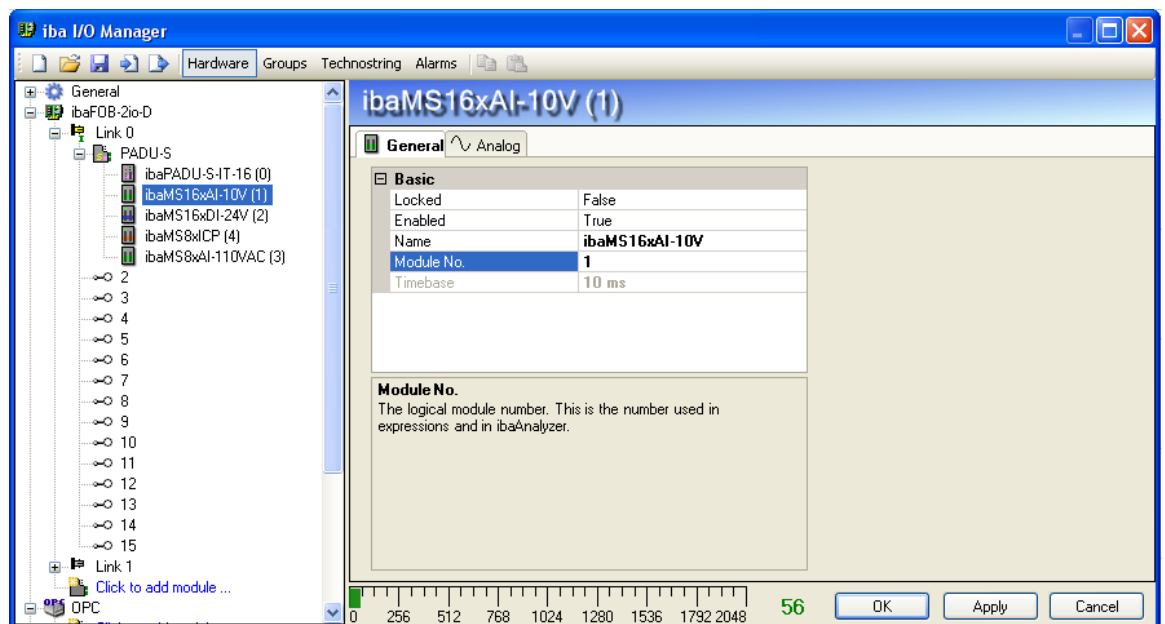 iba I/O Manager
Hardware Groups Technostring Alarms
General
ibaFOB-2io-D
Link 0
PADU-S
ibaPADU-S-IT-16 (0)
ibaMS16xAI-10V (1)
ibaMS16xDI-24V (2)
ibaMS8xICP (4)
ibaMS8xAI-110VAC (3)
2
3
4
5
6
7
8
9
10
11
12
13
14
15
Link 1
Click to add module ...
OPC
ibaMS16xAI-10V (1)
General Analog
Basic
Locked False
Enabled True
Name ibaMS16xAI-10V
Module No. 1
Timebase 10 ms
Module No.
The logical module number. This is the number used in
expressions and in ibaAnalyzer.
0 256 512 768 1024 1280 1536 1792 2048
56
OK Apply Cancel